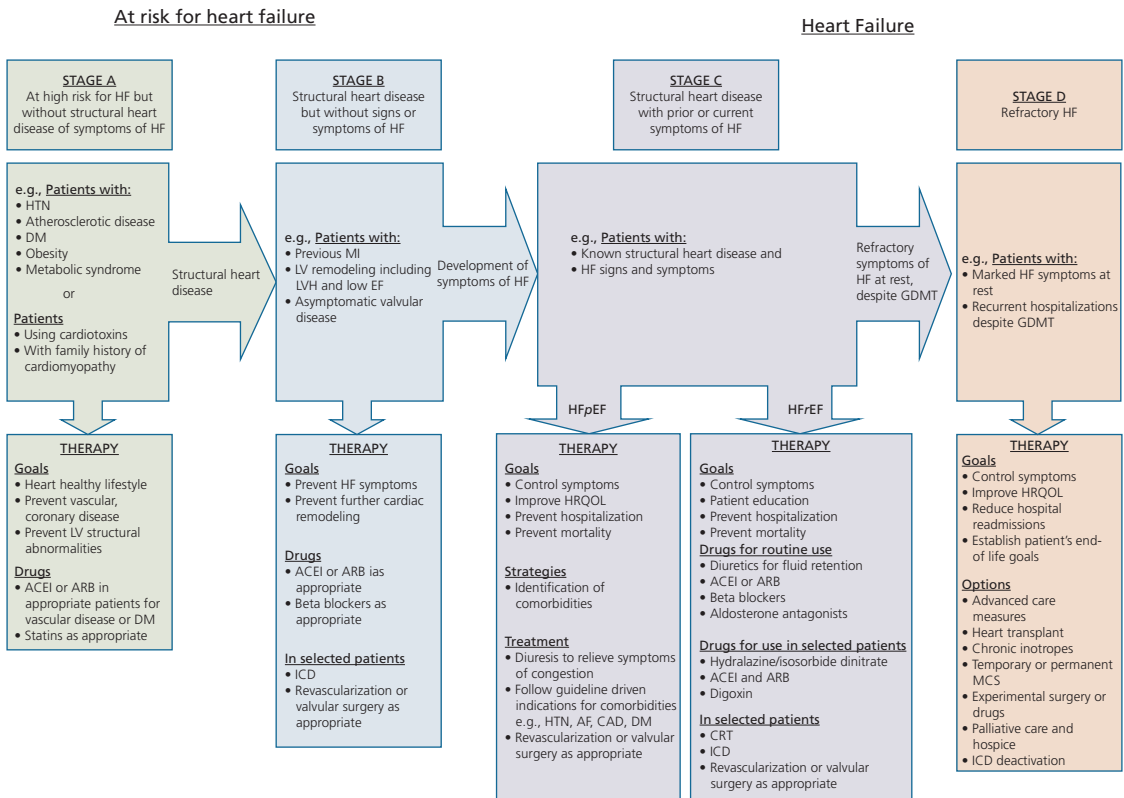 At risk for heart failure
Heart Failure
STAGE A
At high risk for HF but
without structural heart
disease of symptoms of HF
STAGE B
Structural heart disease
but without signs or
symptoms of HF
STAGE C
Structural heart disease
with prior or current
symptoms of HF
STAGE D
Refractory HF
e.g., Patients with:
• HTN
• Atherosclerotic disease
• DM
• Obesity
• Metabolic syndrome
or
Patients
• Using cardiotoxins
• With family history of
cardiomyopathy
Structural heart
disease
e.g., Patients with:
• Previous MI
• LV remodeling including
LVH and low EF
• Asymptomatic valvular
disease
Development of
symptoms of HF
e.g., Patients with:
• Known structural heart disease and
• HF signs and symptoms
Refractory
symptoms of
HF at rest,
despite GDMT
e.g., Patients with:
• Marked HF symptoms at
rest
• Recurrent hospitalizations
despite GDMT
HFpEF
HFrEF
THERAPY
Goals
• Heart healthy lifestyle
• Prevent vascular,
coronary disease
• Prevent LV structural
abnormalities
Drugs
• ACEI or ARB in
appropriate patients for
vascular disease or DM
• Statins as appropriate
THERAPY
Goals
• Prevent HF symptoms
• Prevent further cardiac
remodeling
Drugs
• ACEI or ARB ias
appropriate
• Beta blockers as
appropriate
In selected patients
• ICD
• Revascularization or
valvular surgery as
appropriate
THERAPY
Goals
• Control symptoms
• Improve HRQOL
• Prevent hospitalization
• Prevent mortality
Strategies
• Identification of
comorbidities
Treatment
• Diuresis to relieve symptoms
of congestion
• Follow guideline driven
indications for comorbidities
e.g., HTN, AF, CAD, DM
• Revascularization or valvular
surgery as appropriate
THERAPY
Goals
• Control symptoms
• Patient education
• Prevent hospitalization
• Prevent mortality
Drugs for routine use
• Diuretics for fluid retention
• ACEI or ARB
• Beta blockers
• Aldosterone antagonists
Drugs for use in selected patients
• Hydralazine/isosorbide dinitrate
• ACEI and ARB
• Digoxin
In selected patients
• CRT
• ICD
• Revascularization or valvular
surgery as appropriate
THERAPY
Goals
• Control symptoms
• Improve HRQOL
• Reduce hospital
readmissions
• Establish patient's end-
of life goals
Options
• Advanced care
measures
• Heart transplant
• Chronic inotropes
• Temporary or permanent
MCS
• Experimental surgery or
drugs
• Palliative care and
hospice
• ICD deactivation